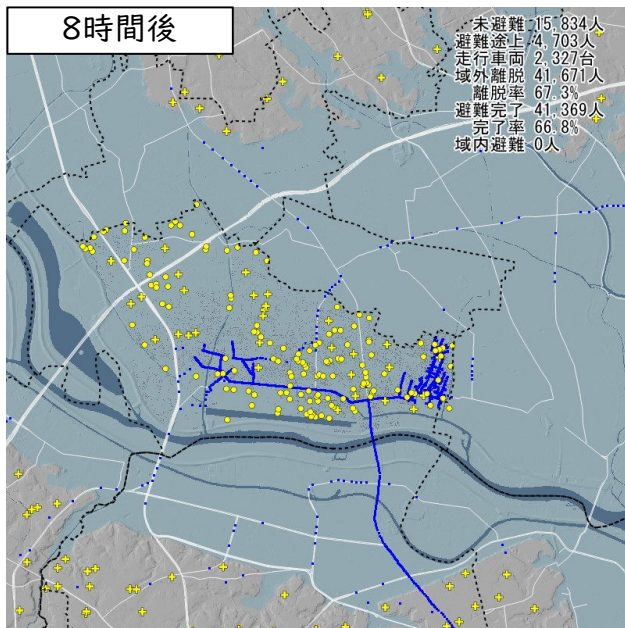 8時間後
未避難 15,834人
避難途上 4,703人
走行車両 2,327台
域外離脱 41,671人
離脱率 67.3%
避難完了 41,369人
完了率 66.8%
域内避難 0人